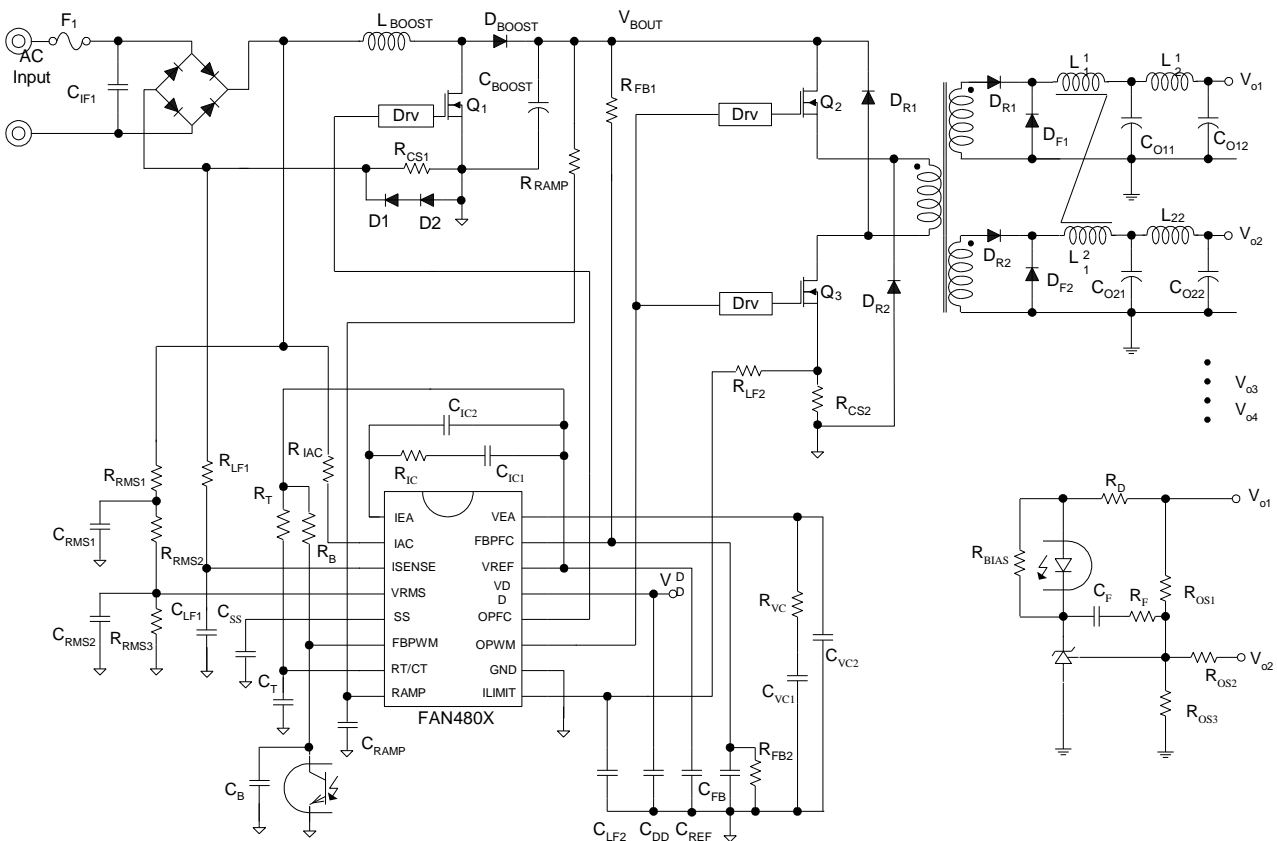 F1
AC
Input
CIF1
LBOOST
DBOOST
VBOUT
CBOOST
Q1
Drv
RCS1
D1
D2
RRAMP
RFB1
Drv
Q2
DR1
Drv
Q3
DR2
RLF2
RCS2
DR1
DF1
L11
L12
CO11
CO12
Vo1
DR2
DF2
L21
L22
CO21
CO22
Vo2
Vo3
Vo4
RRMS1
CRMS1
RRMS2
CRMS2
RRMS3
RLF1
CLF1
CSS
RT
RIAC
RB
CT
CB
CRAMP
CIC2
RIC
CIC1
IEA
IAC
ISENSE
VRMS
SS
FBPWM
RT/CT
RAMP
VEA
FBPFC
VREF
VDD
OPFC
OPWM
GND
ILIMIT
FAN480X
VDD
RVC
CVC1
CVC2
RFB2
CLF2
CDD
CREF
CFB
RD
Vo1
RBIAS
CF
RF
ROS1
ROS2
Vo2
ROS3